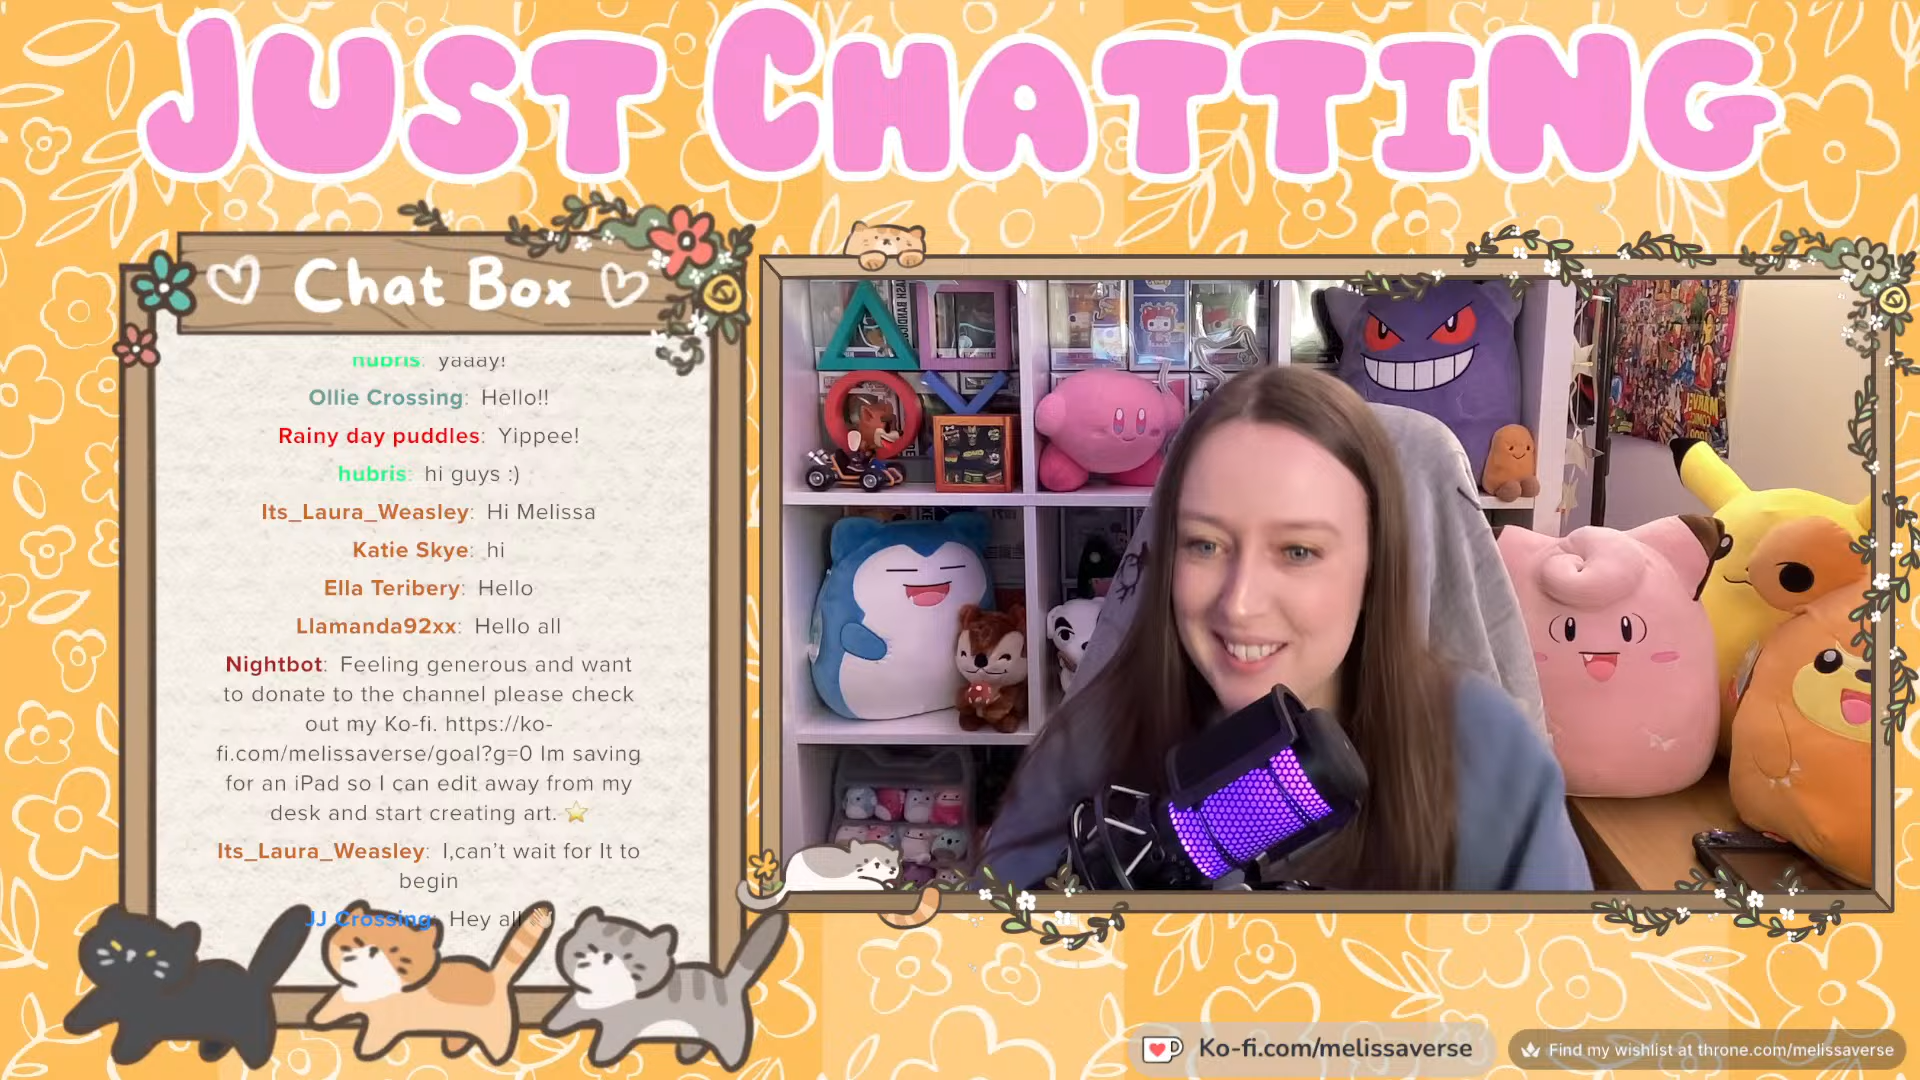 JUST CHATTING
Chat Box
hubris: yaaay!
Ollie Crossing: Hello!!
Rainy day puddles: Yippee!
hubris: hi guys :)
Its_Laura_Weasley: Hi Melissa
Katie Skye: hi
Ella Teribery: Hello
Llamanda92xx: Hello all
Nightbot: Feeling generous and want
to donate to the channel please check
out my Ko-fi. https://ko-
fi.com/melissaverse/goal?g=0 Im saving
for an iPad so I can edit away from my
desk and start creating art. ⭐
Its_Laura_Weasley: I,can't wait for It to
begin
JJ Crossing: Hey all
Ko-fi.com/melissaverse
Find my wishlist at throne.com/melissaverse